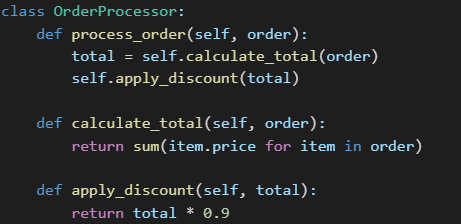 class OrderProcessor:
    def process_order(self, order):
        total = self.calculate_total(order)
        self.apply_discount(total)

    def calculate_total(self, order):
        return sum(item.price for item in order)

    def apply_discount(self, total):
        return total * 0.9